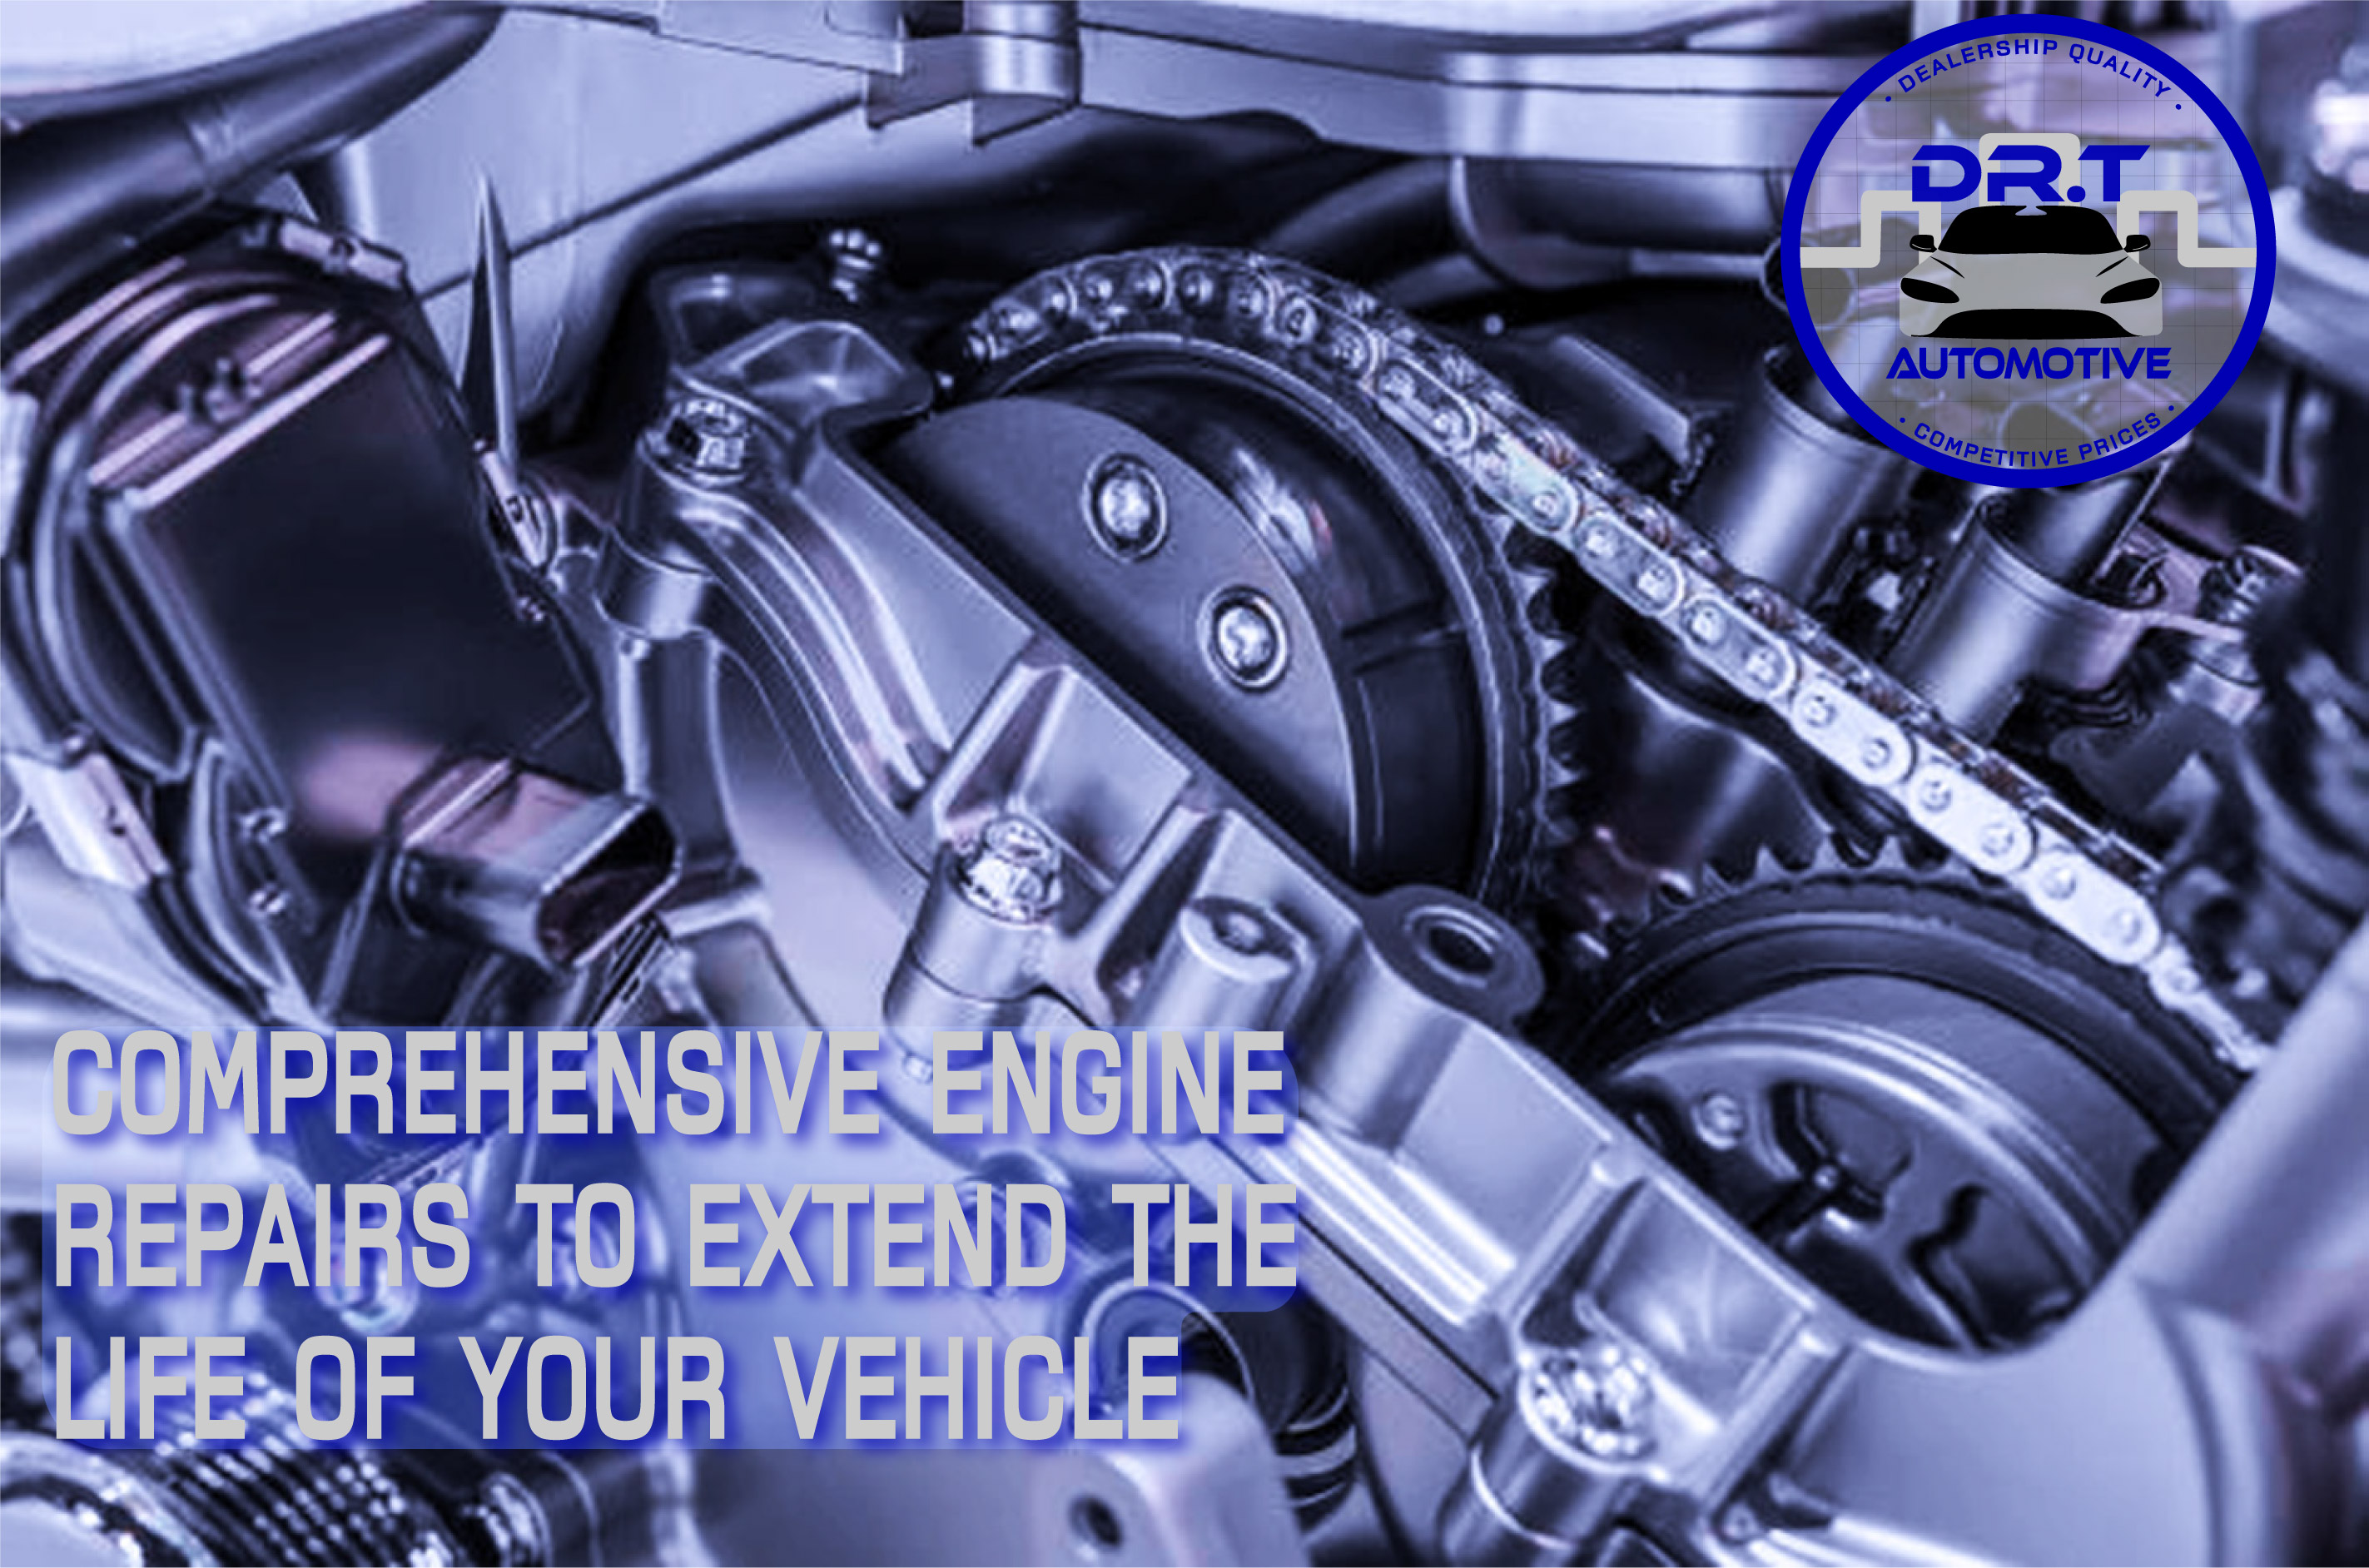 • DEALERSHIP QUALITY •
DR.T
AUTOMOTIVE
• COMPETITIVE PRICES •
COMPREHENSIVE ENGINE
REPAIRS TO EXTEND THE
LIFE OF YOUR VEHICLE